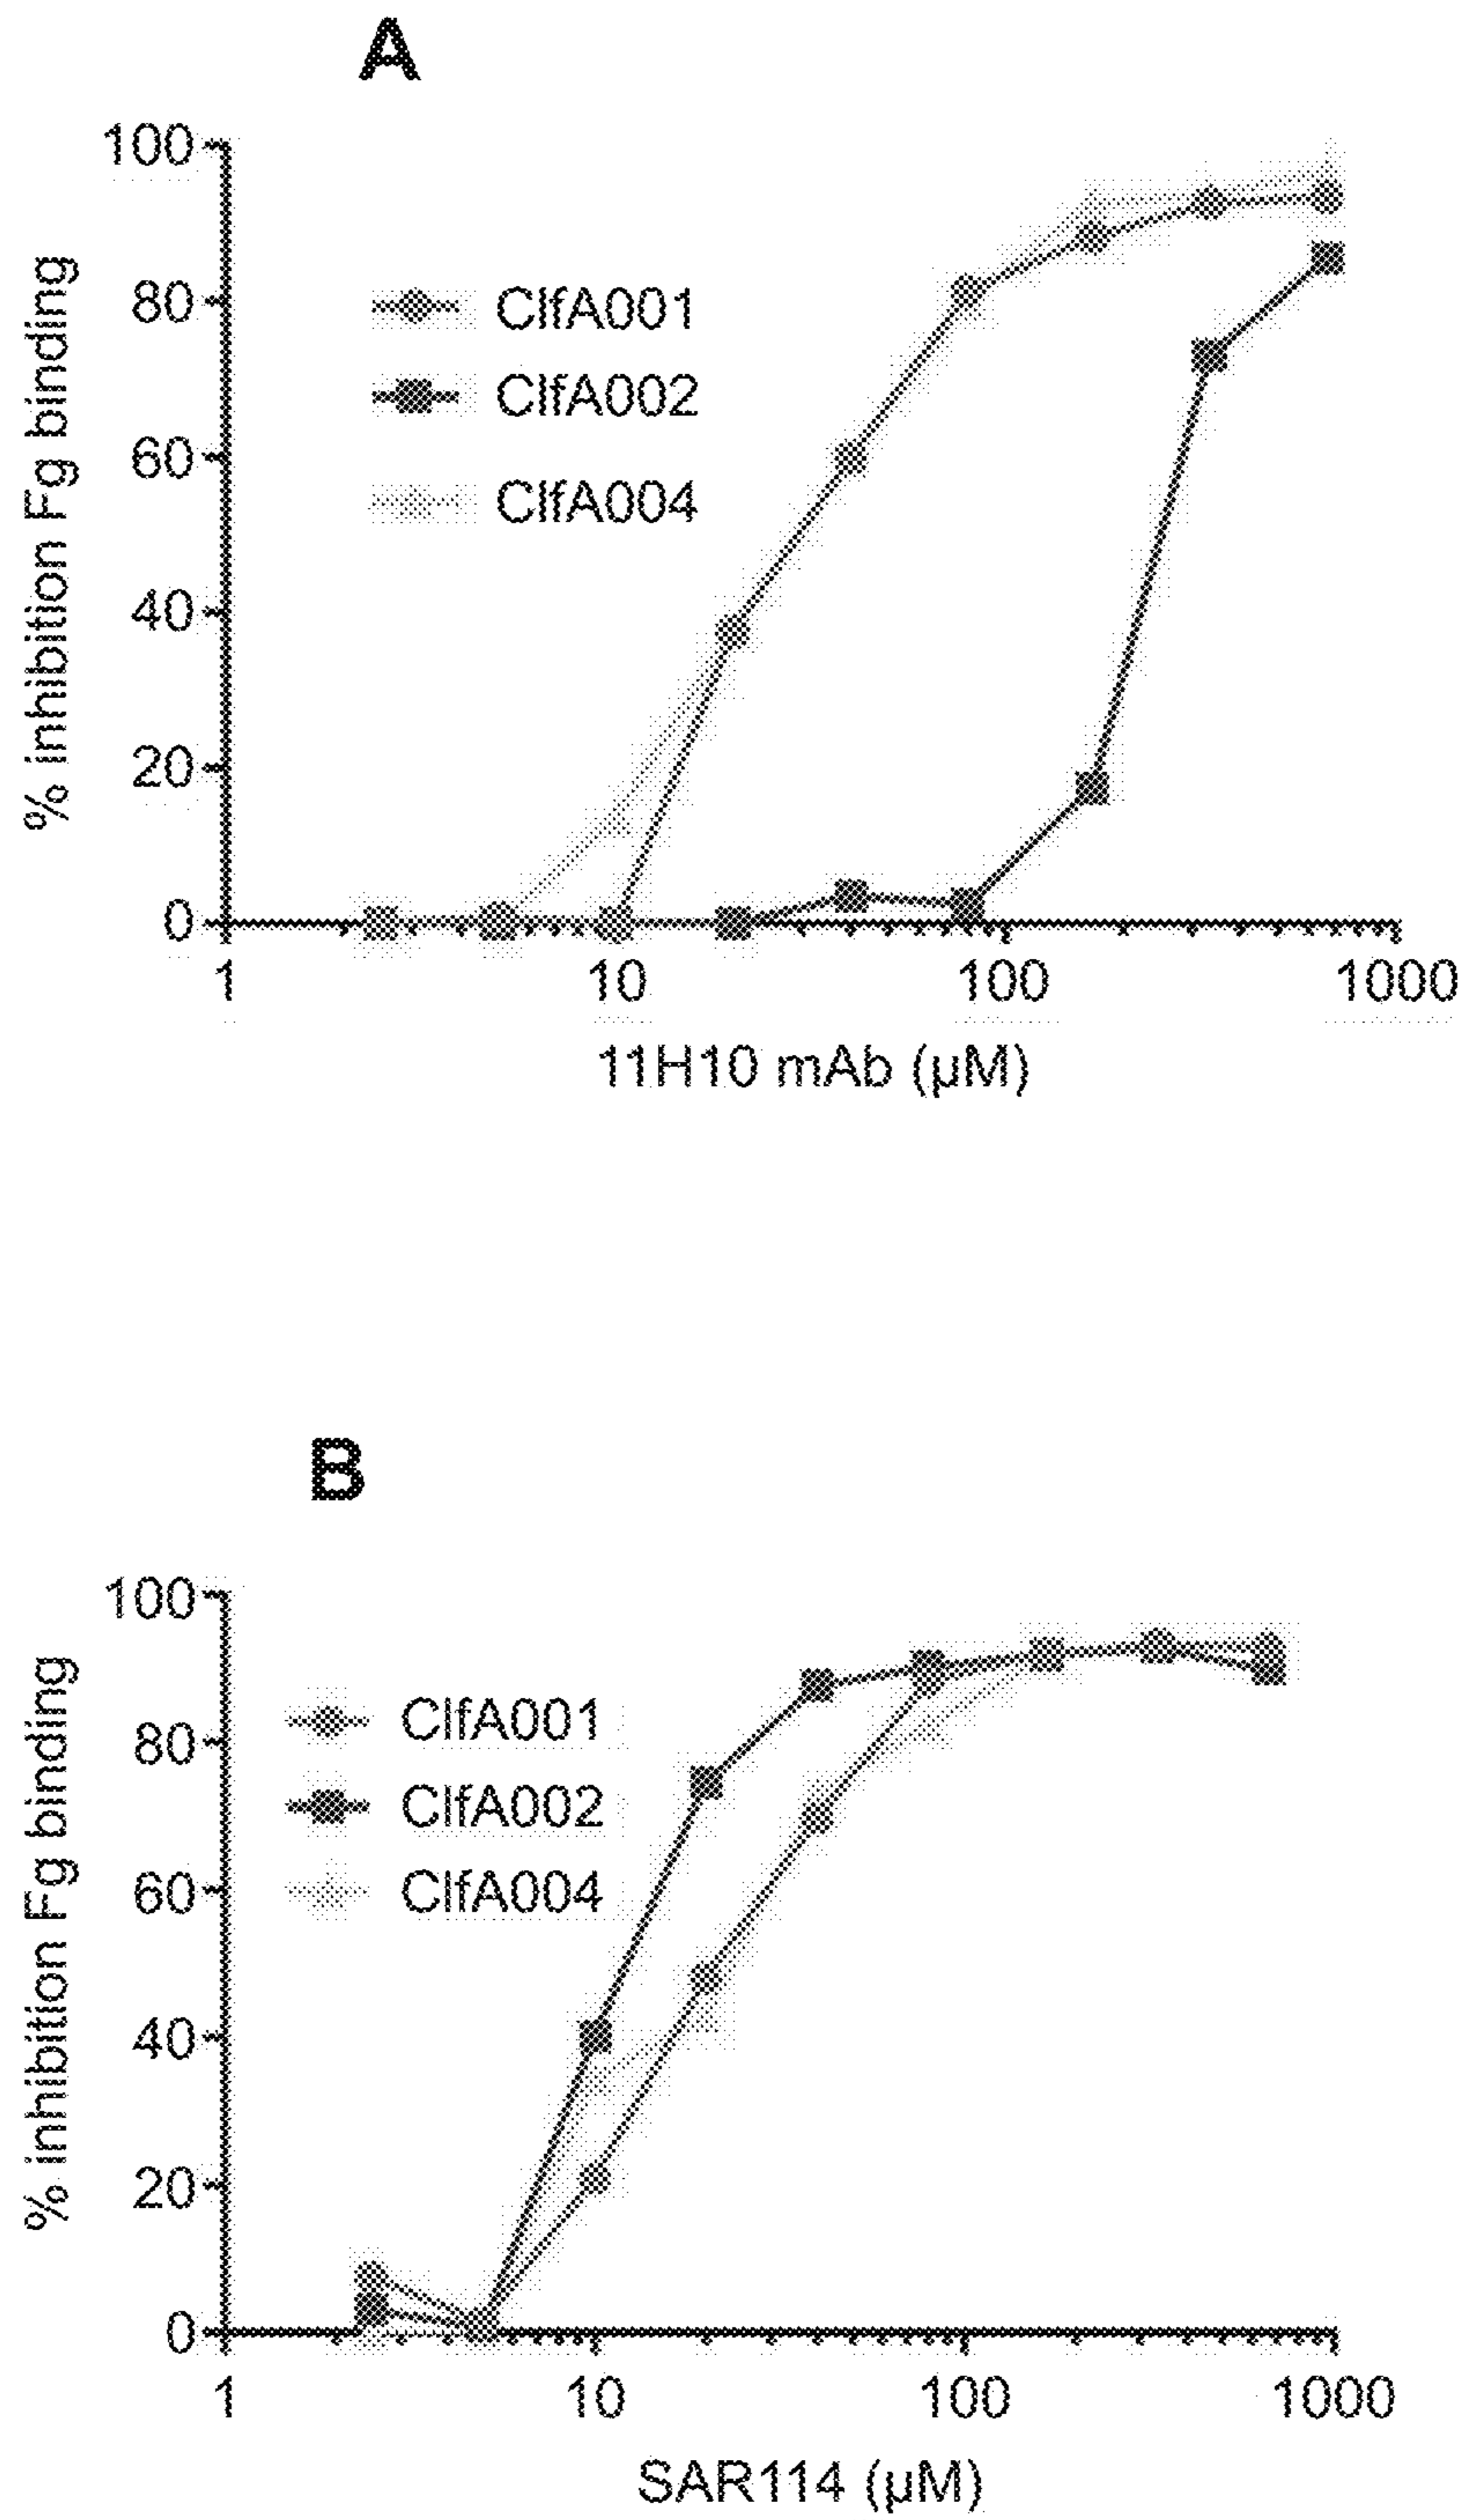 A
100
80
60
40
20
0
% inhibition Fg binding
ClfA001
ClfA002
ClfA004
1 10 100 1000
11H10 mAb (µM)
B
100
80
60
40
20
0
% inhibition Fg binding
ClfA001
ClfA002
ClfA004
1 10 100 1000
SAR114 (µM)